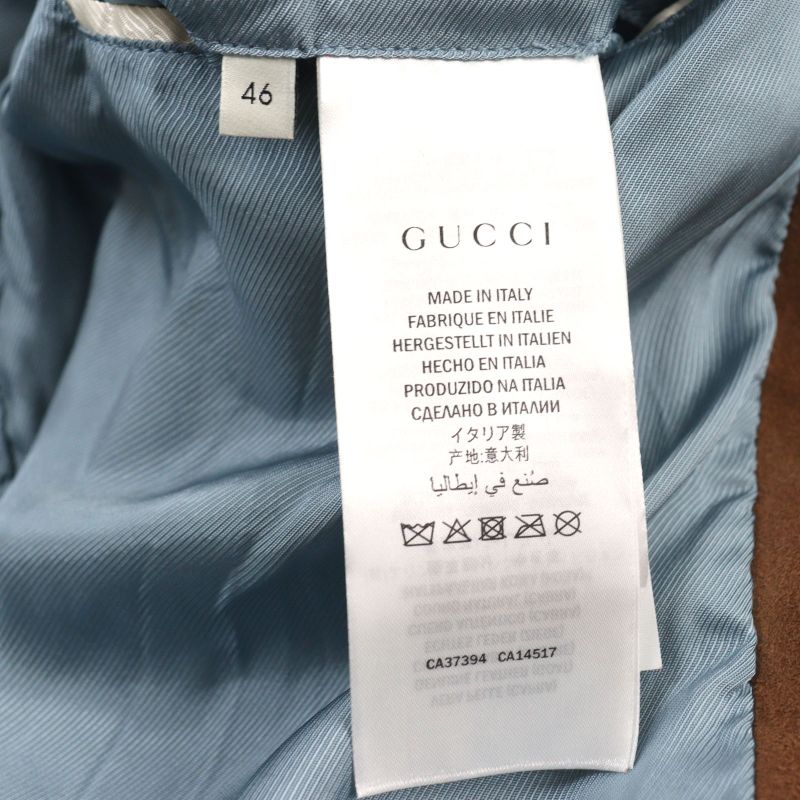 46
GUCCI
MADE IN ITALY
FABRIQUE EN ITALIE
HERGESTELLT IN ITALIEN
HECHO EN ITALIA
PRODUZIDO NA ITALIA
СДЕЛАНО В ИТАЛИИ
イタリア製
产地:意大利
صُنع في إيطاليا
CA37394 CA14517